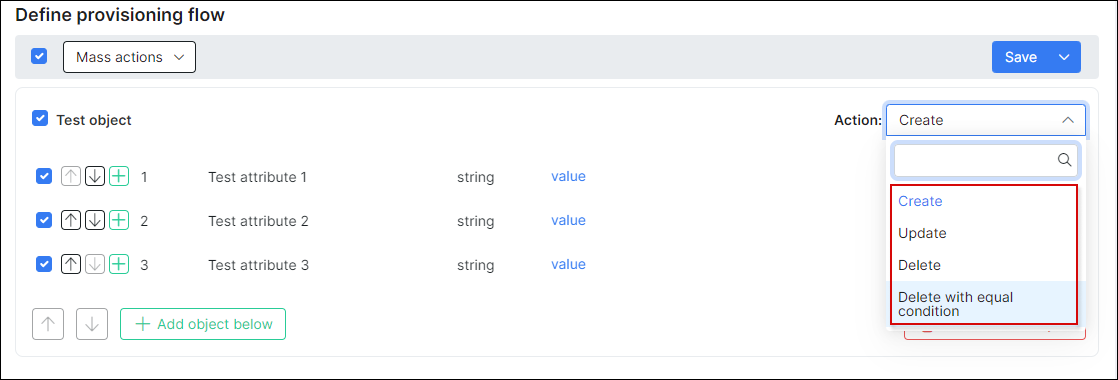 Define provisioning flow
Mass actions
Save
Test object
Action:
Create
1 Test attribute 1 string value
2 Test attribute 2 string value
3 Test attribute 3 string value
Create
Update
Delete
Delete with equal
condition
Add object below